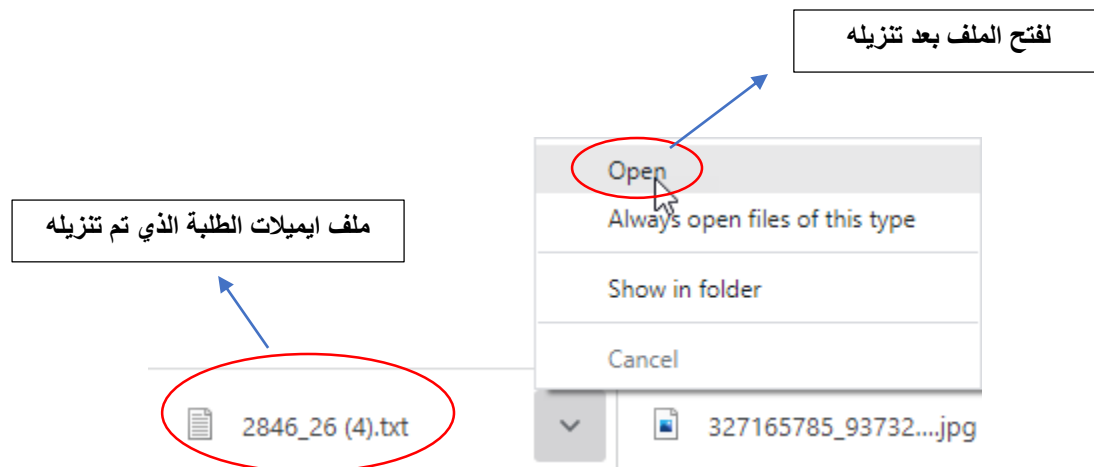 لفتح الملف بعد تنزيله
Open
Always open files of this type
ملف ايميلات الطلبة الذي تم تنزيله
Show in folder
Cancel
2846_26 (4).txt
327165785_93732....jpg